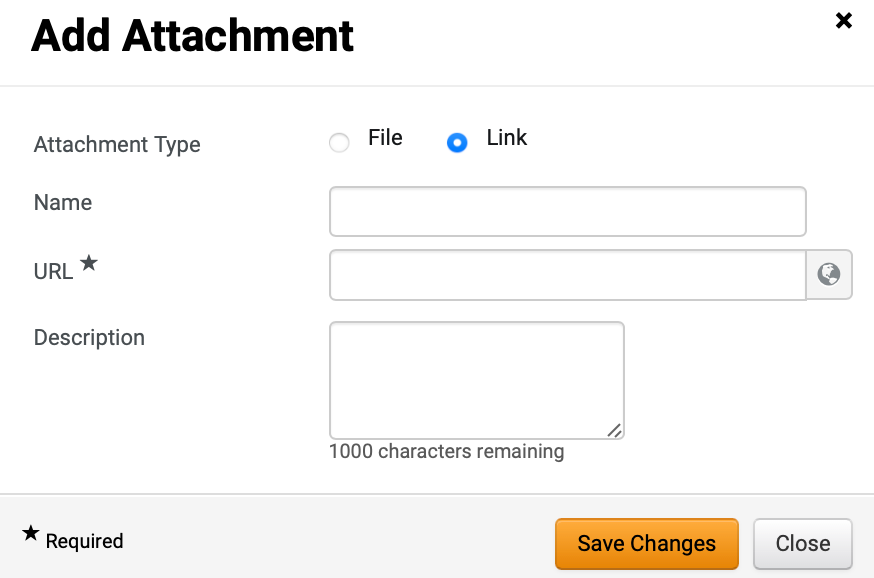 Add Attachment
Attachment Type
File
Link
Name
URL ★
Description
1000 characters remaining
★ Required
Save Changes
Close